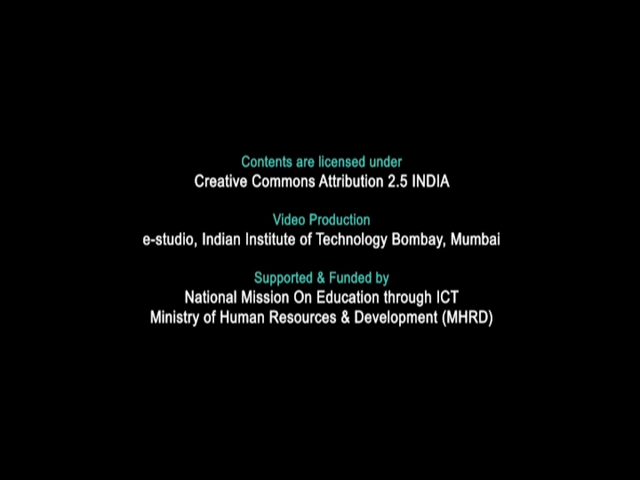 Contents are licensed under
Creative Commons Attribution 2.5 INDIA
Video Production
e-studio, Indian Institute of Technology Bombay, Mumbai
Supported & Funded by
National Mission On Education through ICT
Ministry of Human Resources & Development (MHRD)